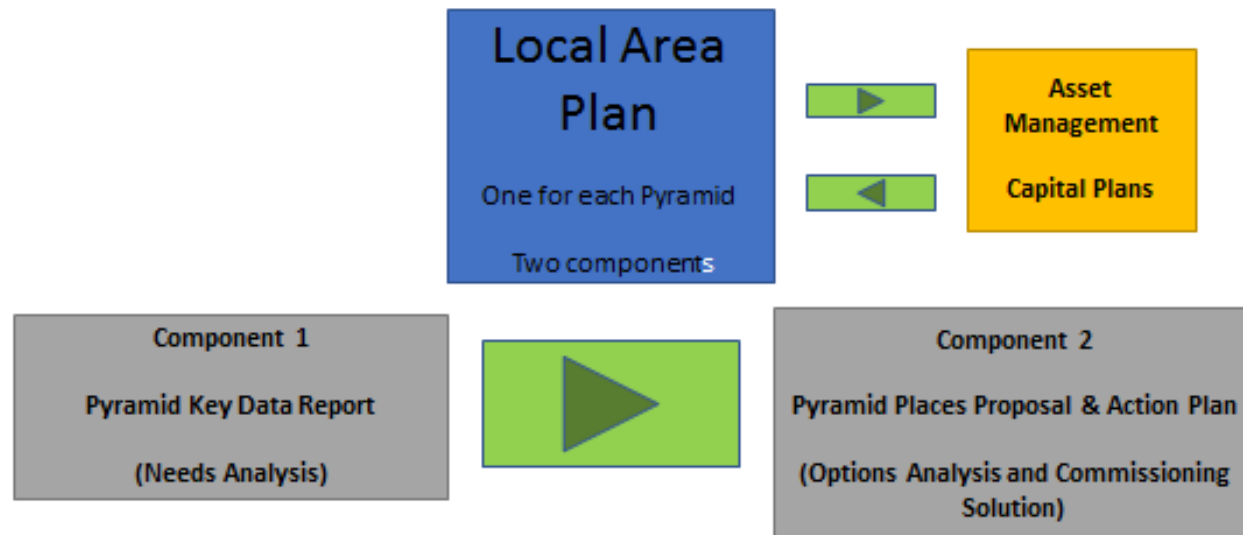 Local Area
Plan
One for each Pyramid
Two components
Asset
Management
Capital Plans
Component 1
Pyramid Key Data Report
(Needs Analysis)
Component 2
Pyramid Places Proposal & Action Plan
(Options Analysis and Commissioning
Solution)